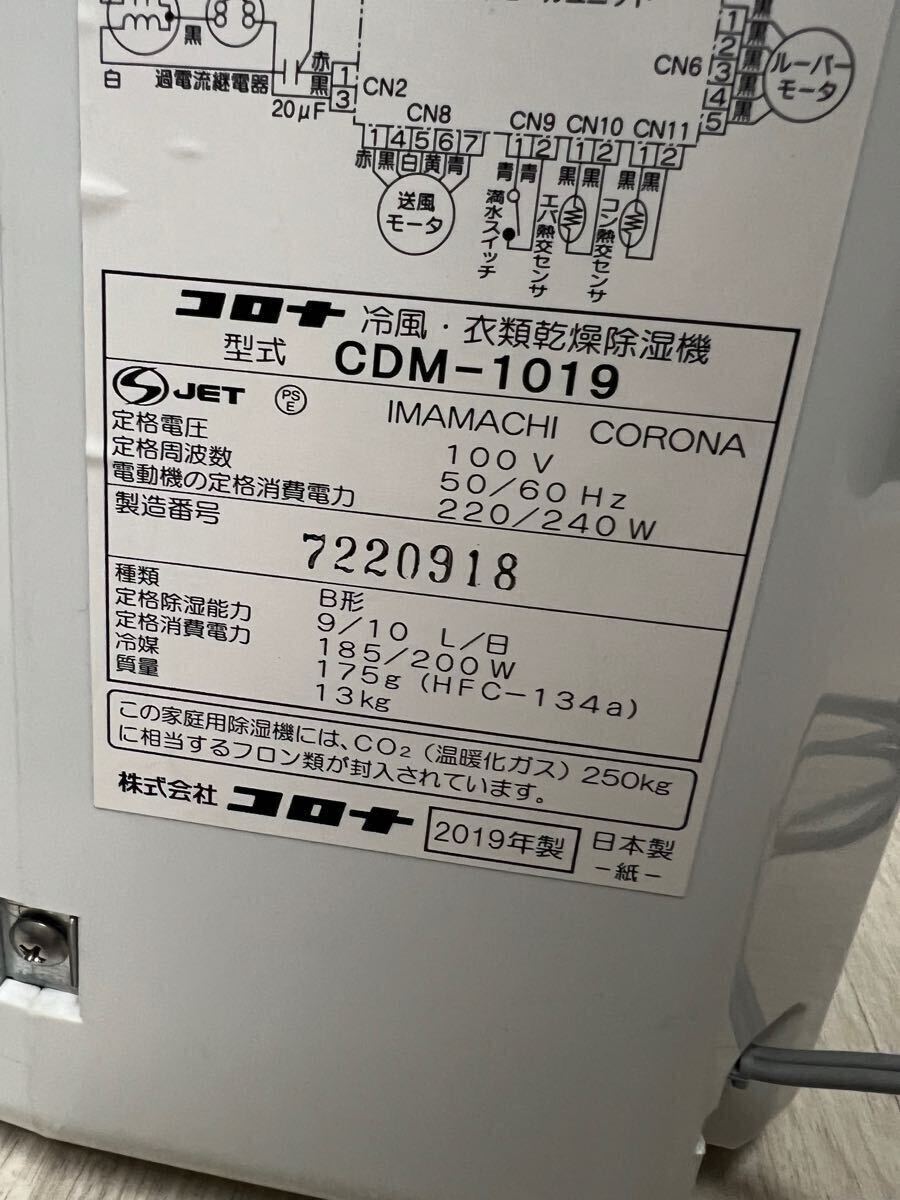 黒
白 過電流継電器
20μF
赤 1
黒 3
CN2
CN6
1 黒
2 黒
3 黒
4 黒
5
ルーバー
モータ
CN8
1 4 5 6 7
赤 黒 白 黄 青
送風
モータ
CN9 CN10 CN11
1 2 1 2 1 2
青 青 黒 黒 黒 黒
満水スイッチ
エバ熱交センサ
コン熱交センサ
コロナ 冷風・衣類乾燥除湿機
型式 CDM-1019
S JET PS E IMAMACHI CORONA
定格電圧 100V
定格周波数 50/60Hz
電動機の定格消費電力 220/240W
製造番号 7220918
種類 B形
定格除湿能力 9/10 L/日
定格消費電力 185/200W
冷媒 175g (HFC-134a)
質量 13kg
この家庭用除湿機には、CO₂(温暖化ガス)250kg
に相当するフロン類が封入されています。
株式会社 コロナ 2019年製 日本製
-紙-